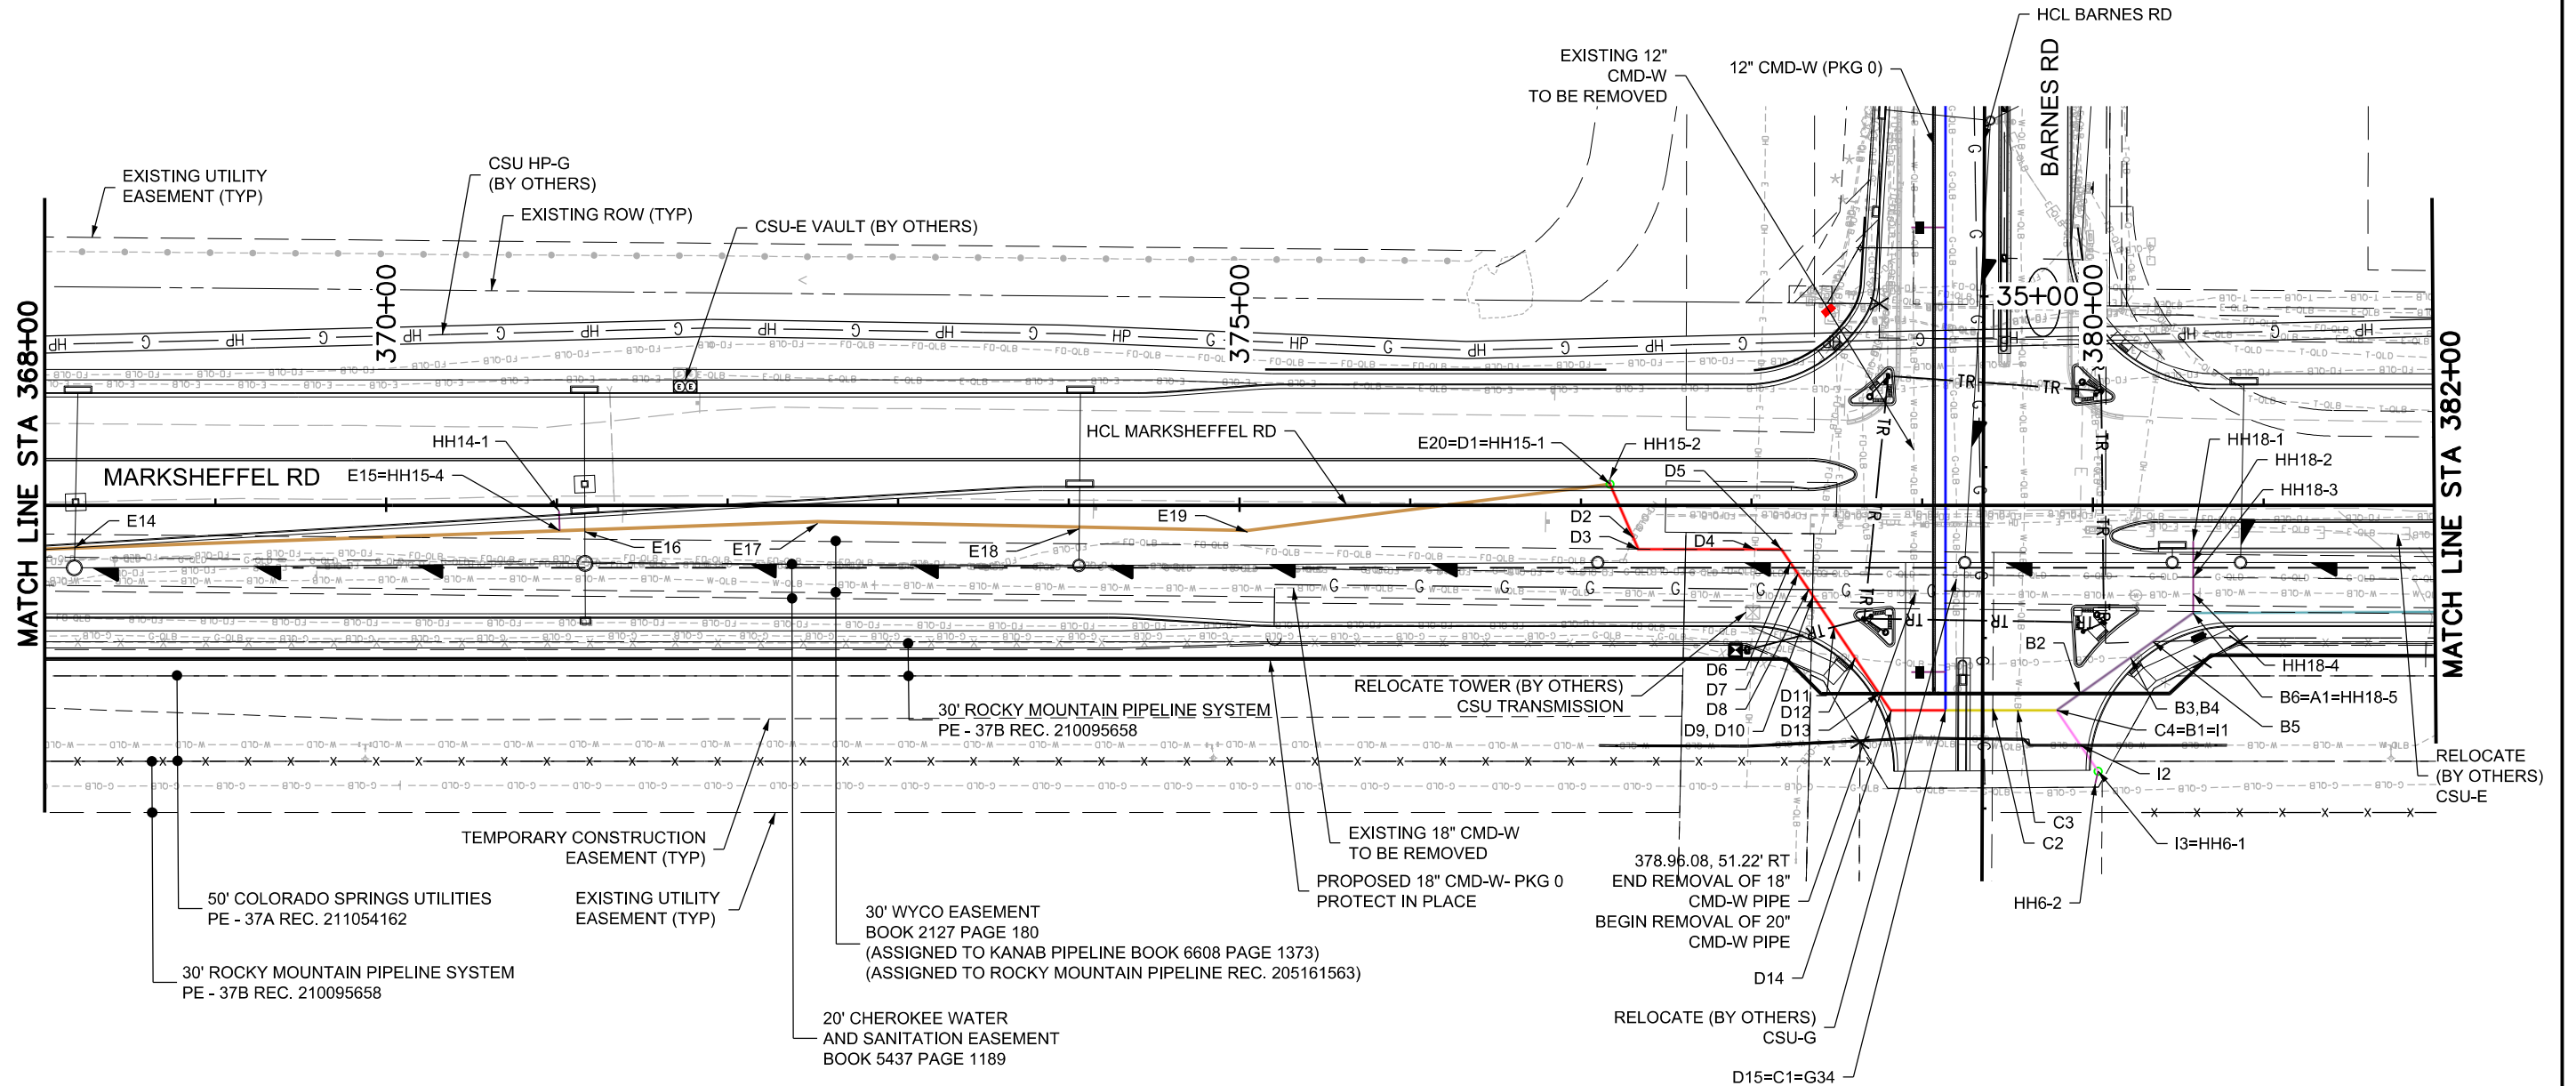 HCL BARNES RD
EXISTING 12"
CMD-W
TO BE REMOVED
12" CMD-W (PKG 0)
BARNES RD
EXISTING UTILITY
EASEMENT (TYP)
CSU HP-G
(BY OTHERS)
EXISTING ROW (TYP)
CSU-E VAULT (BY OTHERS)
370+00
375+00
35+00
380+00
MATCH LINE STA 368+00
MATCH LINE STA 382+00
HH14-1
E15=HH15-4
MARKSHEFFEL RD
E14
HCL MARKSHEFFEL RD
E20=D1=HH15-1
HH15-2
D5
HH18-1
HH18-2
HH18-3
E16
E17
E18
E19
D2
D3
D4
B2
D6
D7
D8
D9, D10
D11
D12
D13
RELOCATE TOWER (BY OTHERS)
CSU TRANSMISSION
HH18-4
B6=A1=HH18-5
B3,B4
B5
C4=B1=I1
I2
RELOCATE
(BY OTHERS)
CSU-E
30' ROCKY MOUNTAIN PIPELINE SYSTEM
PE - 37B REC. 210095658
TEMPORARY CONSTRUCTION
EASEMENT (TYP)
EXISTING 18" CMD-W
TO BE REMOVED
C3
C2
I3=HH6-1
HH6-2
50' COLORADO SPRINGS UTILITIES
PE - 37A REC. 211054162
EXISTING UTILITY
EASEMENT (TYP)
30' WYCO EASEMENT
BOOK 2127 PAGE 180
(ASSIGNED TO KANAB PIPELINE BOOK 6608 PAGE 1373)
(ASSIGNED TO ROCKY MOUNTAIN PIPELINE REC. 205161563)
PROPOSED 18" CMD-W- PKG 0
PROTECT IN PLACE
378.96.08, 51.22' RT
END REMOVAL OF 18"
CMD-W PIPE
BEGIN REMOVAL OF 20"
CMD-W PIPE
30' ROCKY MOUNTAIN PIPELINE SYSTEM
PE - 37B REC. 210095658
D14
20' CHEROKEE WATER
AND SANITATION EASEMENT
BOOK 5437 PAGE 1189
RELOCATE (BY OTHERS)
CSU-G
D15=C1=G34